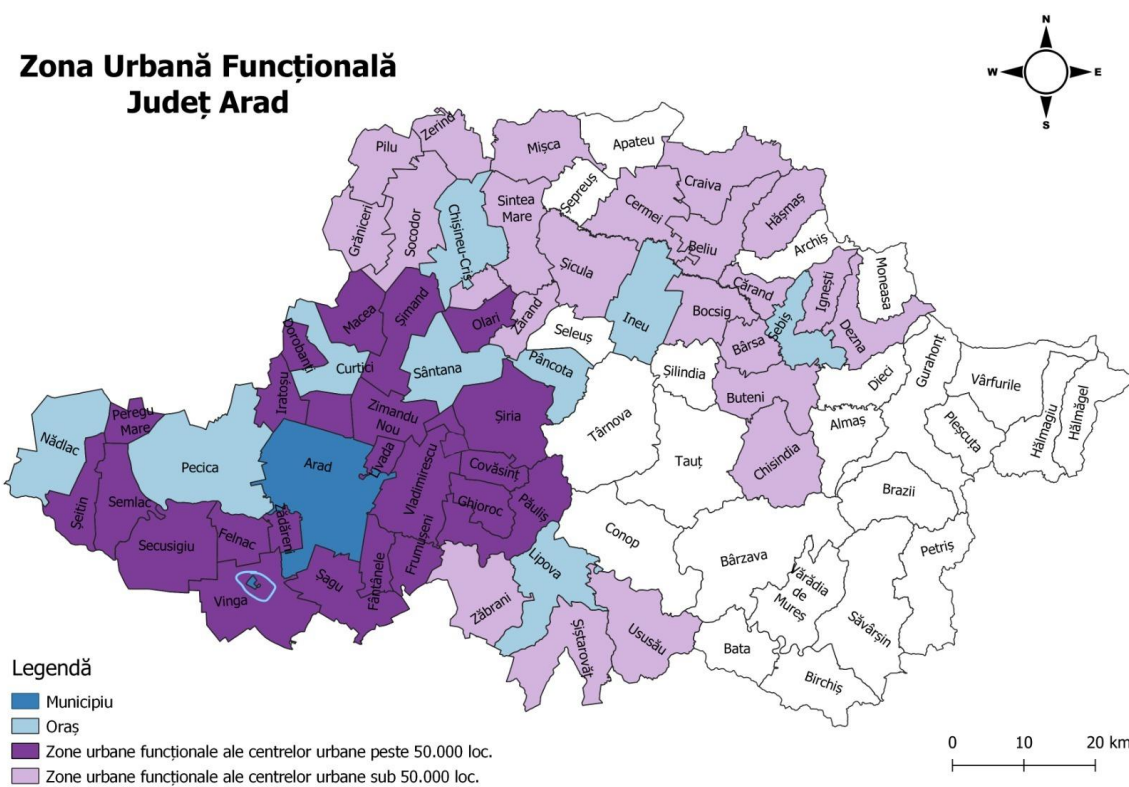 Zona Urbană Funcțională
Județ Arad
N
W
E
S
Pilu
Zerind
Mișca
Apateu
Grăniceri
Socodor
Chișineu-Criș
Sintea
Mare
Șepreuș
Cermei
Craiva
Hășmaș
Beliu
Archiș
Șicula
Moneasa
Macea
Șimand
Olari
Zărand
Seleuș
Ineu
Bocsig
Cărand
Ignești
Sebiș
Dezna
Bârsa
Dorobanți
Curtici
Sântana
Pâncota
Șilindia
Buteni
Dieci
Gurahonț
Vârfurile
Hălmagiu
Hălmăgel
Iratoșu
Zimandu
Nou
Șiria
Târnova
Almaș
Pleșcuța
Peregu
Mare
Nădlac
Pecica
Arad
Livada
Vladimirescu
Covăsinț
Ghioroc
Păuliș
Tauț
Chisindia
Brazii
Șeitin
Semlac
Secusigiu
Felnac
Zădăreni
Conop
Bârzava
Petriș
Vinga
Șagu
Fântânele
Frumușeni
Lipova
Zăbrani
Șiștarovăț
Ususău
Vărădia
de
Mureș
Săvârșin
Bata
Birchiș
Legendă
Municipiu
Oraș
Zone urbane funcționale ale centrelor urbane peste 50.000 loc.
Zone urbane funcționale ale centrelor urbane sub 50.000 loc.
0 10 20 km